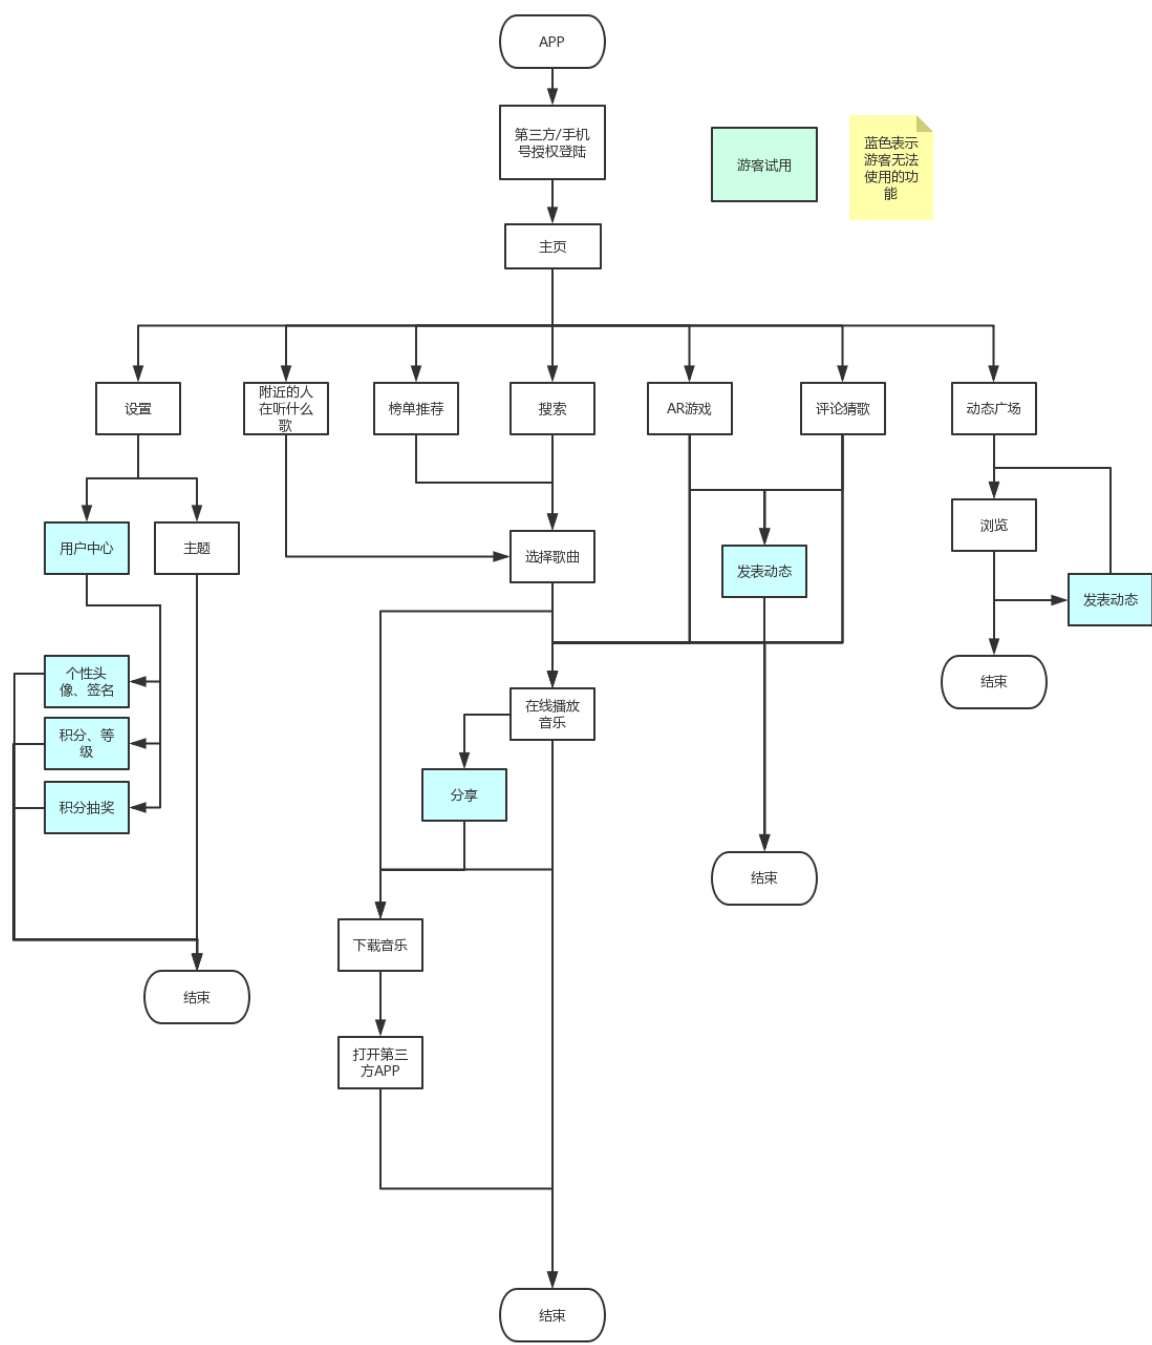 APP
第三方/手机
号授权登陆
游客试用
蓝色表示
游客无法
使用的功
能
主页
设置
附近的人
在听什么
歌
榜单推荐
搜索
AR游戏
评论猜歌
动态广场
用户中心
主题
选择歌曲
发表动态
浏览
发表动态
个性头
像、签名
积分、等
级
积分抽奖
在线播放
音乐
分享
结束
结束
下载音乐
结束
打开第三
方APP
结束